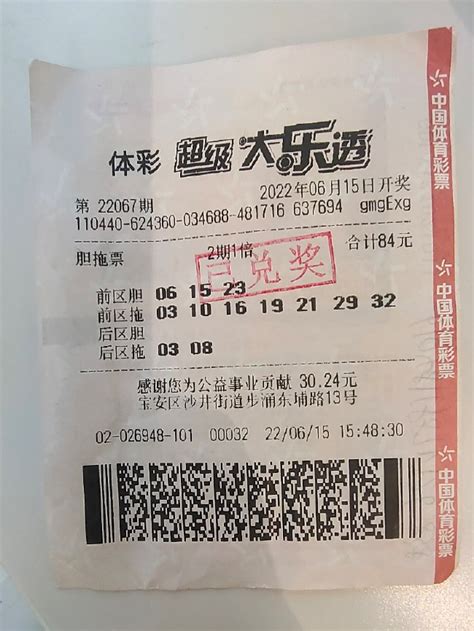 体彩 超级大乐透
第 22067期 2022年06月15日开奖
110440-624360-034688-481716 637694 gmgExg
胆拖票 2期1倍 合计84元
已兑奖
前区胆 06 15 23
前区拖 03 10 16 19 21 29 32
后区胆
后区拖 03 08
感谢您为公益事业贡献 30.24元
宝安区沙井街道步涌东埔路13号
02-026948-101 00032 22/06/15 15:48:30
中国体育彩票
中国体育彩票
中国体育彩票